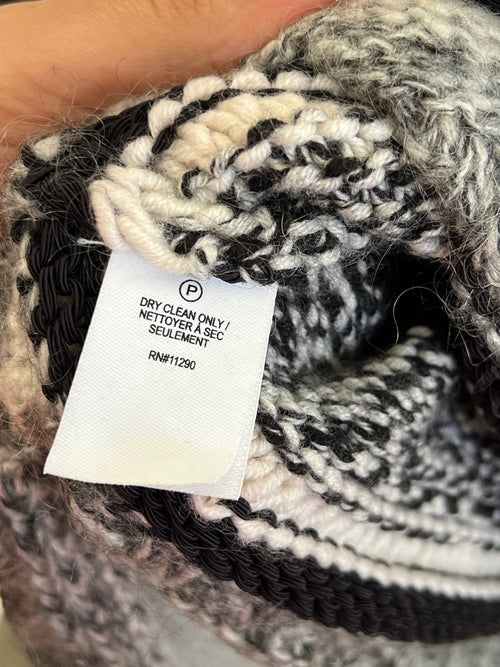 P
DRY CLEAN ONLY /
NETTOYER À SEC
SEULEMENT
RN#11290